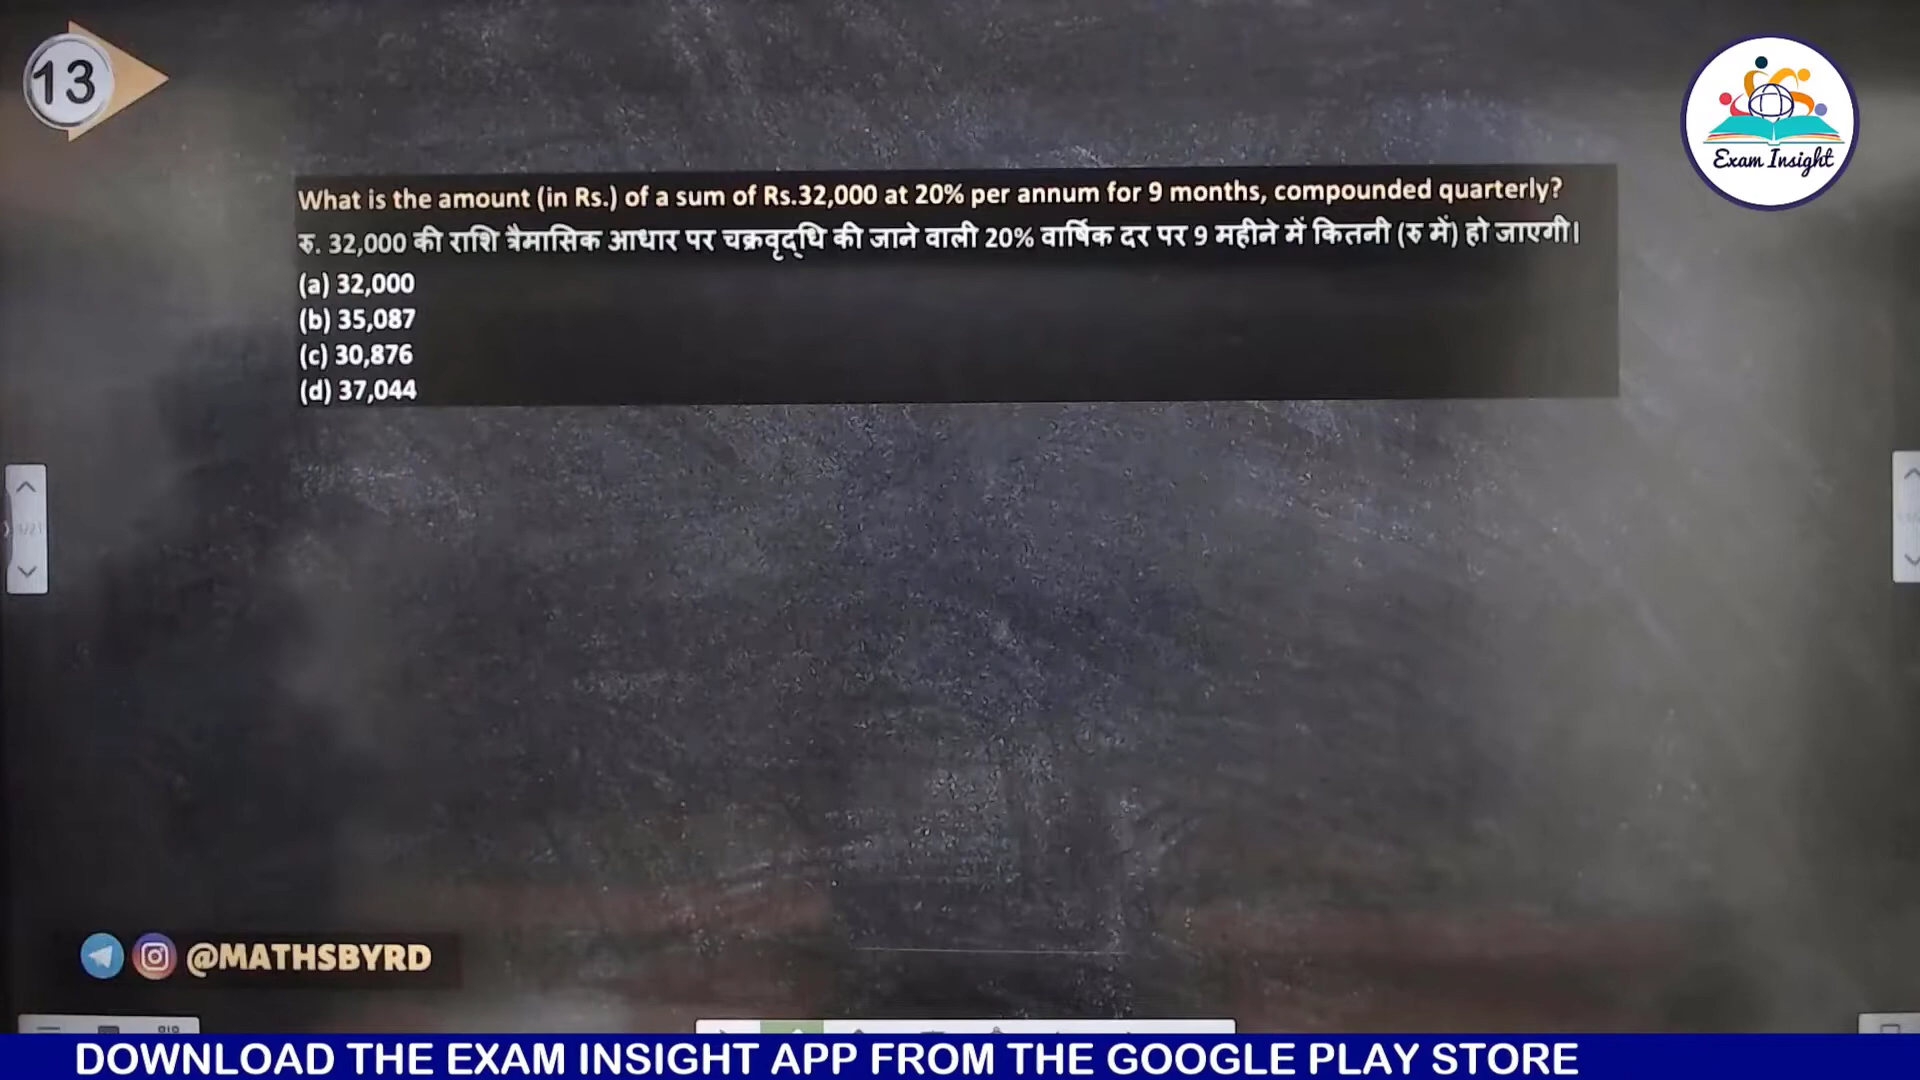 13
Exam Insight
What is the amount (in Rs.) of a sum of Rs.32,000 at 20% per annum for 9 months, compounded quarterly?
रु. 32,000 की राशि त्रैमासिक आधार पर चक्रवृद्धि की जाने वाली 20% वार्षिक दर पर 9 महीने में कितनी (रु में) हो जाएगी।
(a) 32,000
(b) 35,087
(c) 30,876
(d) 37,044
@MATHSBYRD
DOWNLOAD THE EXAM INSIGHT APP FROM THE GOOGLE PLAY STORE